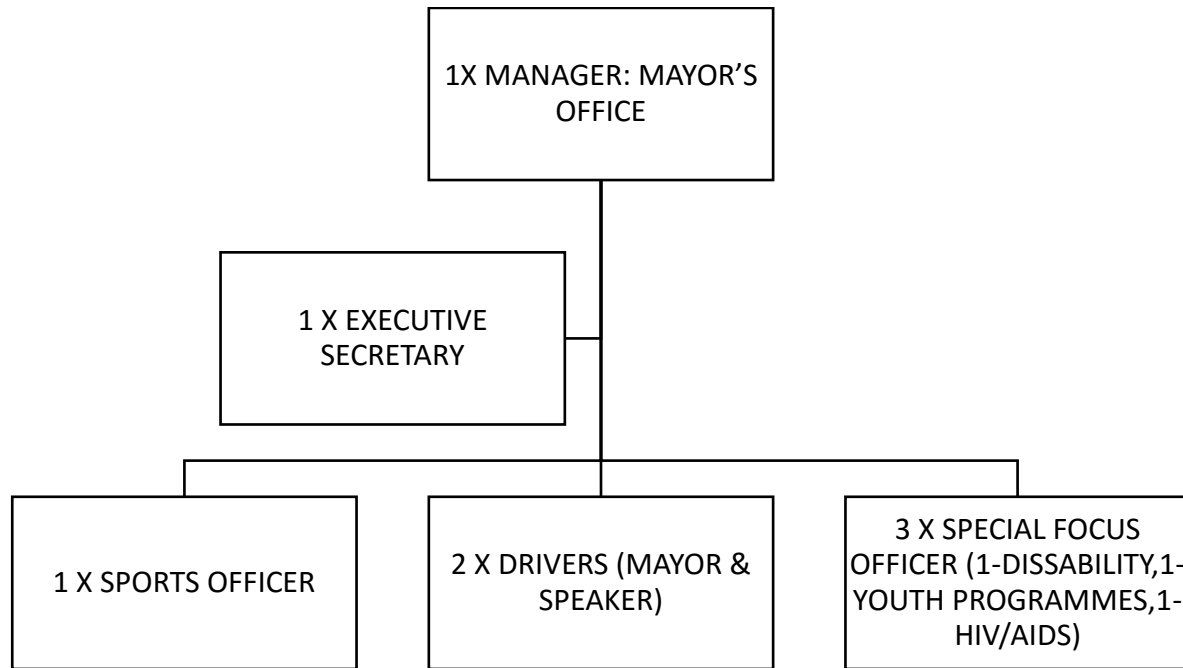 1X MANAGER: MAYOR'S
OFFICE
1 X EXECUTIVE
SECRETARY
1 X SPORTS OFFICER
2 X DRIVERS (MAYOR &
SPEAKER)
3 X SPECIAL FOCUS
OFFICER (1-DISSABILITY,1-
YOUTH PROGRAMMES,1-
HIV/AIDS)